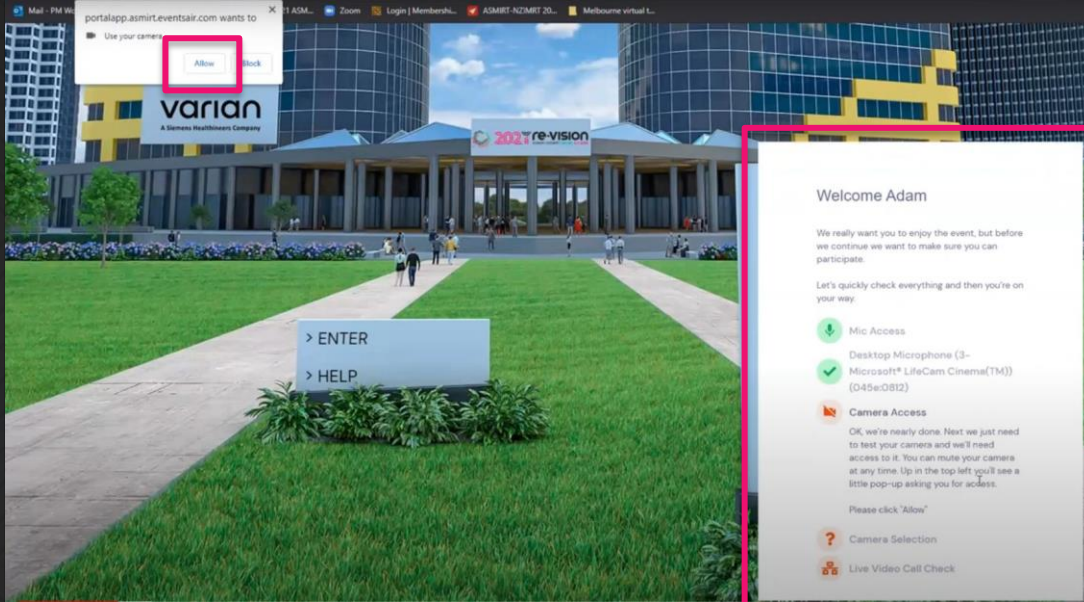 Mail - PM Wo
21 ASM...
Zoom
Login | Membershi...
ASMIRT-NZIMRT 20...
Melbourne virtual t...
portalapp.asmirt.eventsair.com wants to
Use your camera
Allow
Block
varian
A Siemens Healthineers Company
2021 re-vision
> ENTER
> HELP
Welcome Adam
We really want you to enjoy the event, but before
we continue we want to make sure you can
participate.
Let's quickly check everything and then you're on
your way.
Mic Access
Desktop Microphone (3-
Microsoft® LifeCam Cinema(TM))
(045e:0812)
Camera Access
OK, we're nearly done. Next we just need
to test your camera and we'll need
access to it. You can mute your camera
at any time. Up in the top left you'll see a
little pop-up asking you for access.
Please click "Allow"
Camera Selection
Live Video Call Check